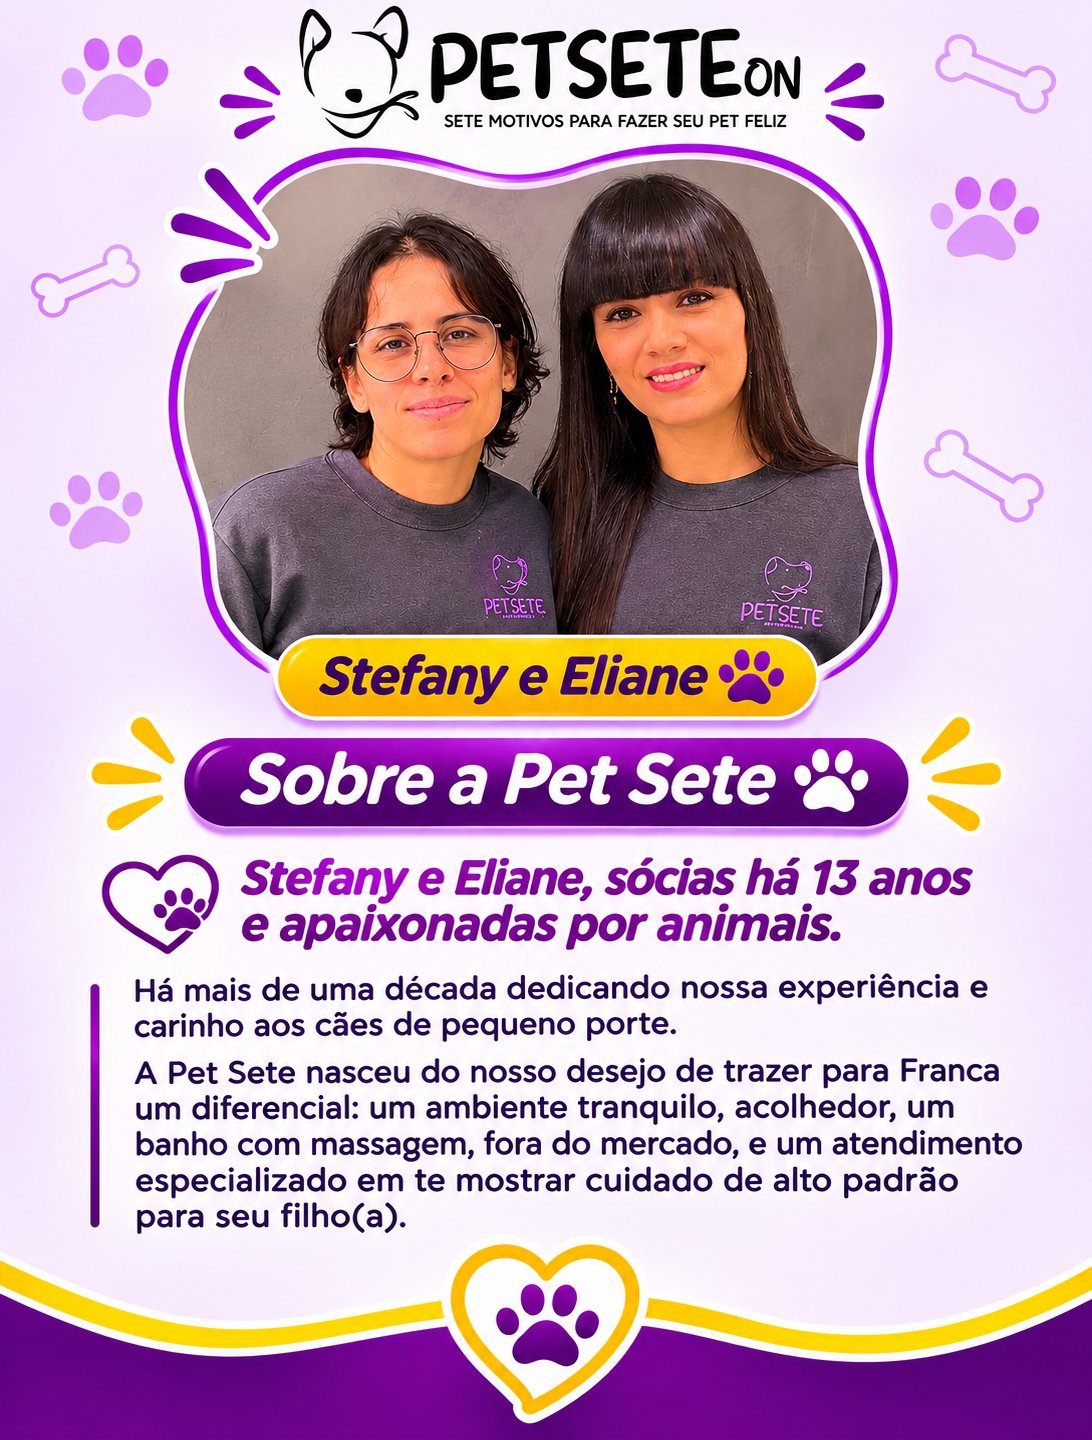 PETSETE ON
SETE MOTIVOS PARA FAZER SEU PET FELIZ
PETSETE
PETSETE
Stefany e Eliane
Sobre a Pet Sete
Stefany e Eliane, sócias há 13 anos
e apaixonadas por animais.
Há mais de uma década dedicando nossa experiência e
carinho aos cães de pequeno porte.
A Pet Sete nasceu do nosso desejo de trazer para Franca
um diferencial: um ambiente tranquilo, acolhedor, um
banho com massagem, fora do mercado, e um atendimento
especializado em te mostrar cuidado de alto padrão
para seu filho(a).